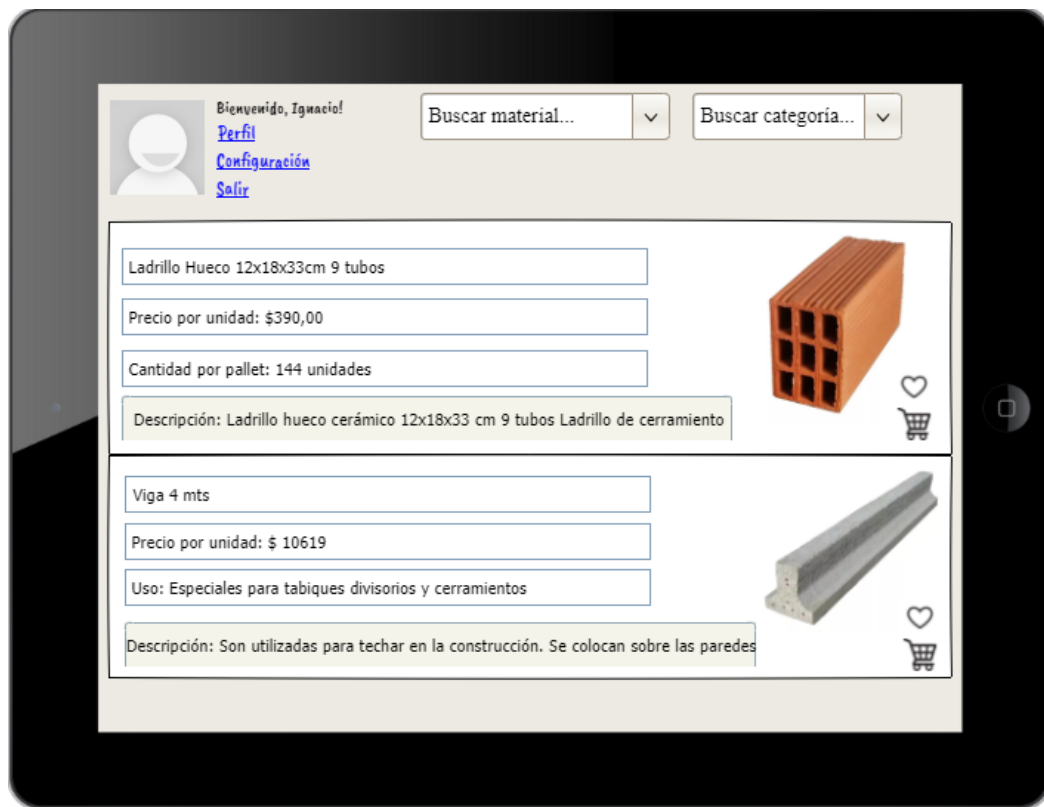 Bienvenido, Ignacio!
Perfil
Configuración
Salir
Buscar material...
Buscar categoría...
Ladrillo Hueco 12x18x33cm 9 tubos
Precio por unidad: $390,00
Cantidad por pallet: 144 unidades
Descripción: Ladrillo hueco cerámico 12x18x33 cm 9 tubos Ladrillo de cerramiento
Viga 4 mts
Precio por unidad: $ 10619
Uso: Especiales para tabiques divisorios y cerramientos
Descripción: Son utilizadas para techar en la construcción. Se colocan sobre las paredes